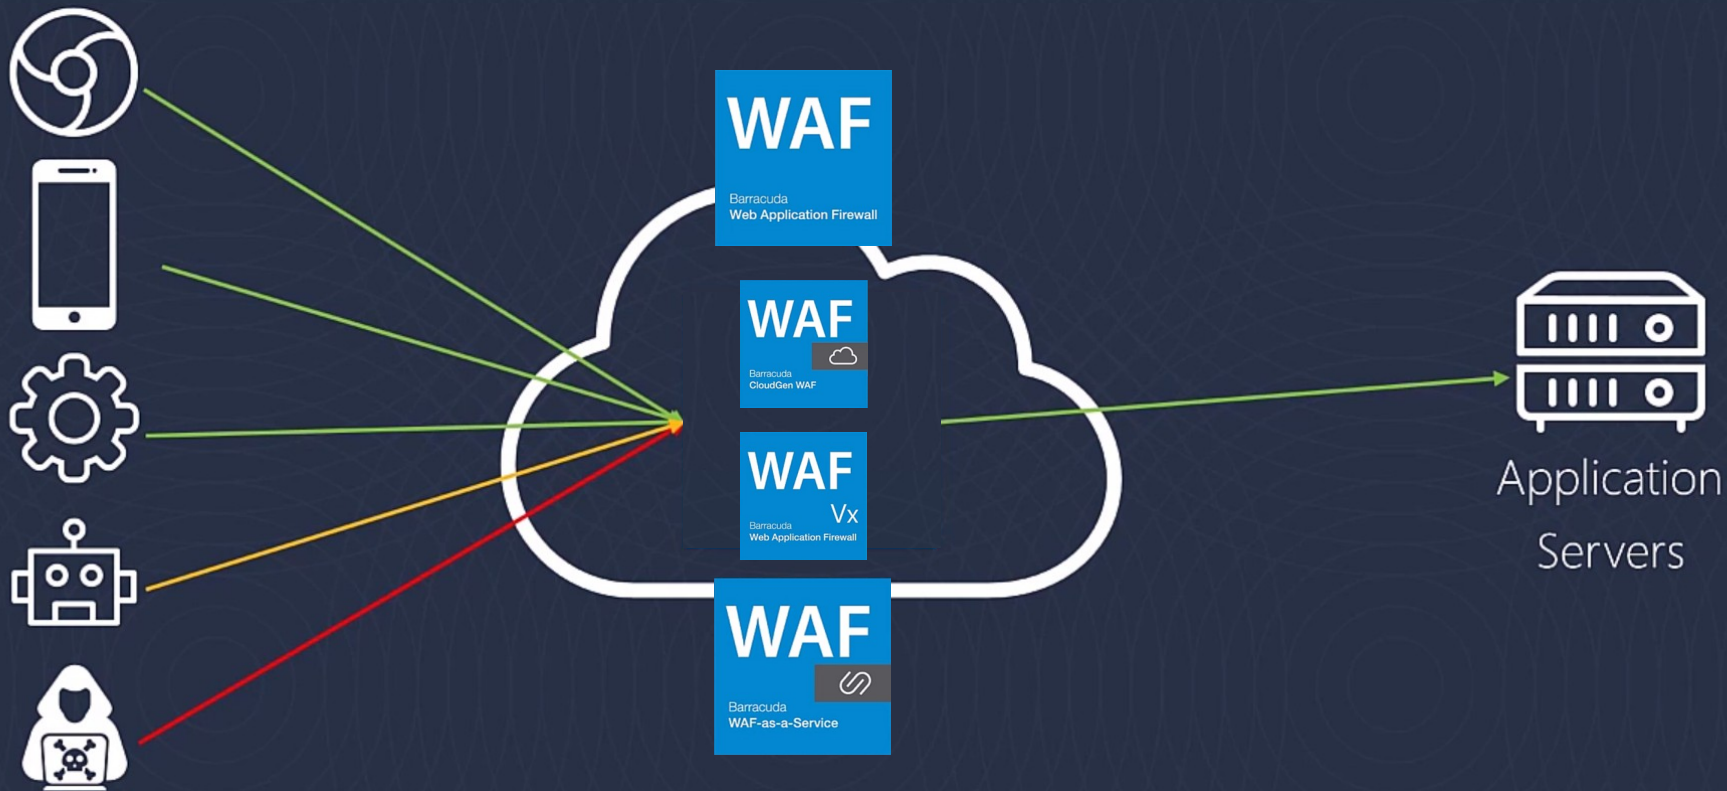 WAF
Barracuda
Web Application Firewall
WAF
Barracuda
CloudGen WAF
WAF
Vx
Barracuda
Web Application Firewall
WAF
Barracuda
WAF-as-a-Service
Application
Servers